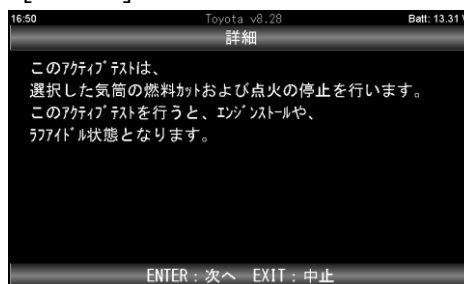 16:50 Toyota v8.28 Batt: 13.31 V
詳細
このｱｸﾃｨﾌﾞﾃｽﾄは、
選択した気筒の燃料ｶｯﾄおよび点火の停止を行います。
このｱｸﾃｨﾌﾞﾃｽﾄを行うと、ｴﾝｼﾞﾝｽﾄｰﾙや、
ﾗﾌｱｲﾄﾞﾙ状態となります。
ENTER：次へ EXIT：中止